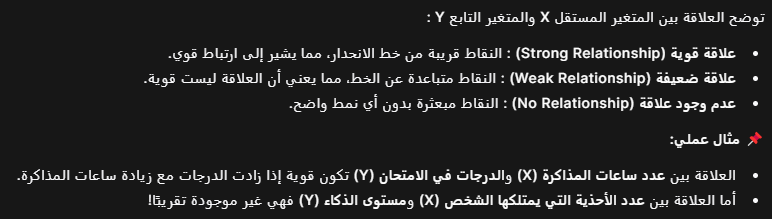 توضح العلاقة بين المتغير المستقل X والمتغير التابع Y :
• علاقة قوية (Strong Relationship) : النقاط قريبة من خط الانحدار، مما يشير إلى ارتباط قوي.
• علاقة ضعيفة (Weak Relationship) : النقاط متباعدة عن الخط، مما يعني أن العلاقة ليست قوية.
• عدم وجود علاقة (No Relationship) : النقاط مبعثرة بدون أي نمط واضح.
📌 مثال عملي:
• العلاقة بين عدد ساعات المذاكرة (X) والدرجات في الامتحان (Y) تكون قوية إذا زادت الدرجات مع زيادة ساعات المذاكرة.
• أما العلاقة بين عدد الأحذية التي يمتلكها الشخص (X) ومستوى الذكاء (Y) فهي غير موجودة تقريبًا!